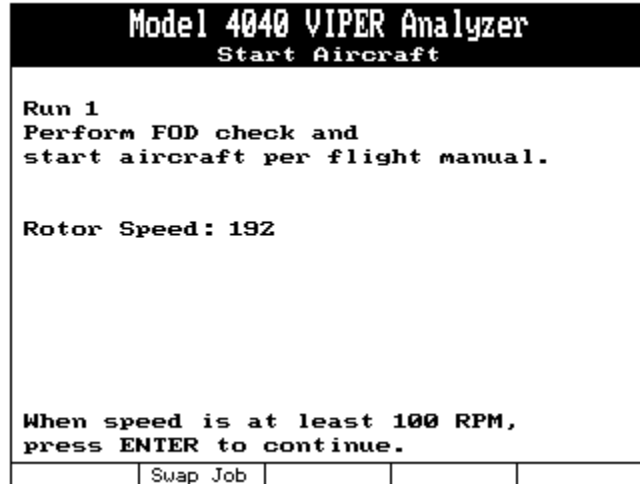 Model 4040 VIPER Analyzer
Start Aircraft
Run 1
Perform FOD check and
start aircraft per flight manual.
Rotor Speed: 192
When speed is at least 100 RPM,
press ENTER to continue.
Swap Job